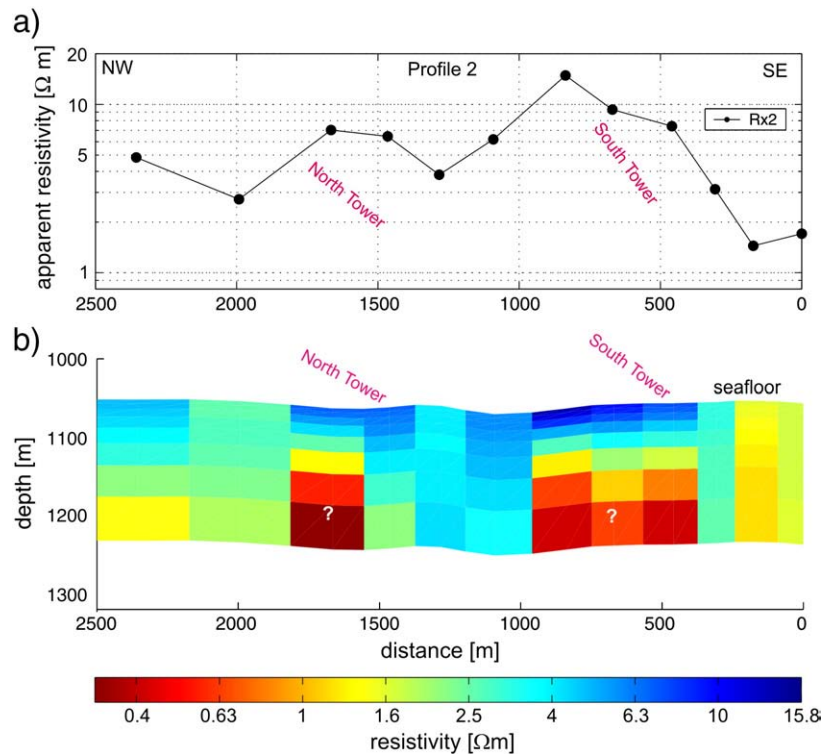 a)
apparent resistivity [Ω m]
20
10
5
1
NW Profile 2 SE
Rx2
North Tower
South Tower
2500 2000 1500 1000 500 0
b)
depth [m]
1000
1100
1200
1300
North Tower
South Tower
seafloor
? ?
2500 2000 1500 1000 500 0
distance [m]
0.4 0.63 1 1.6 2.5 4 6.3 10 15.8
resistivity [Ωm]